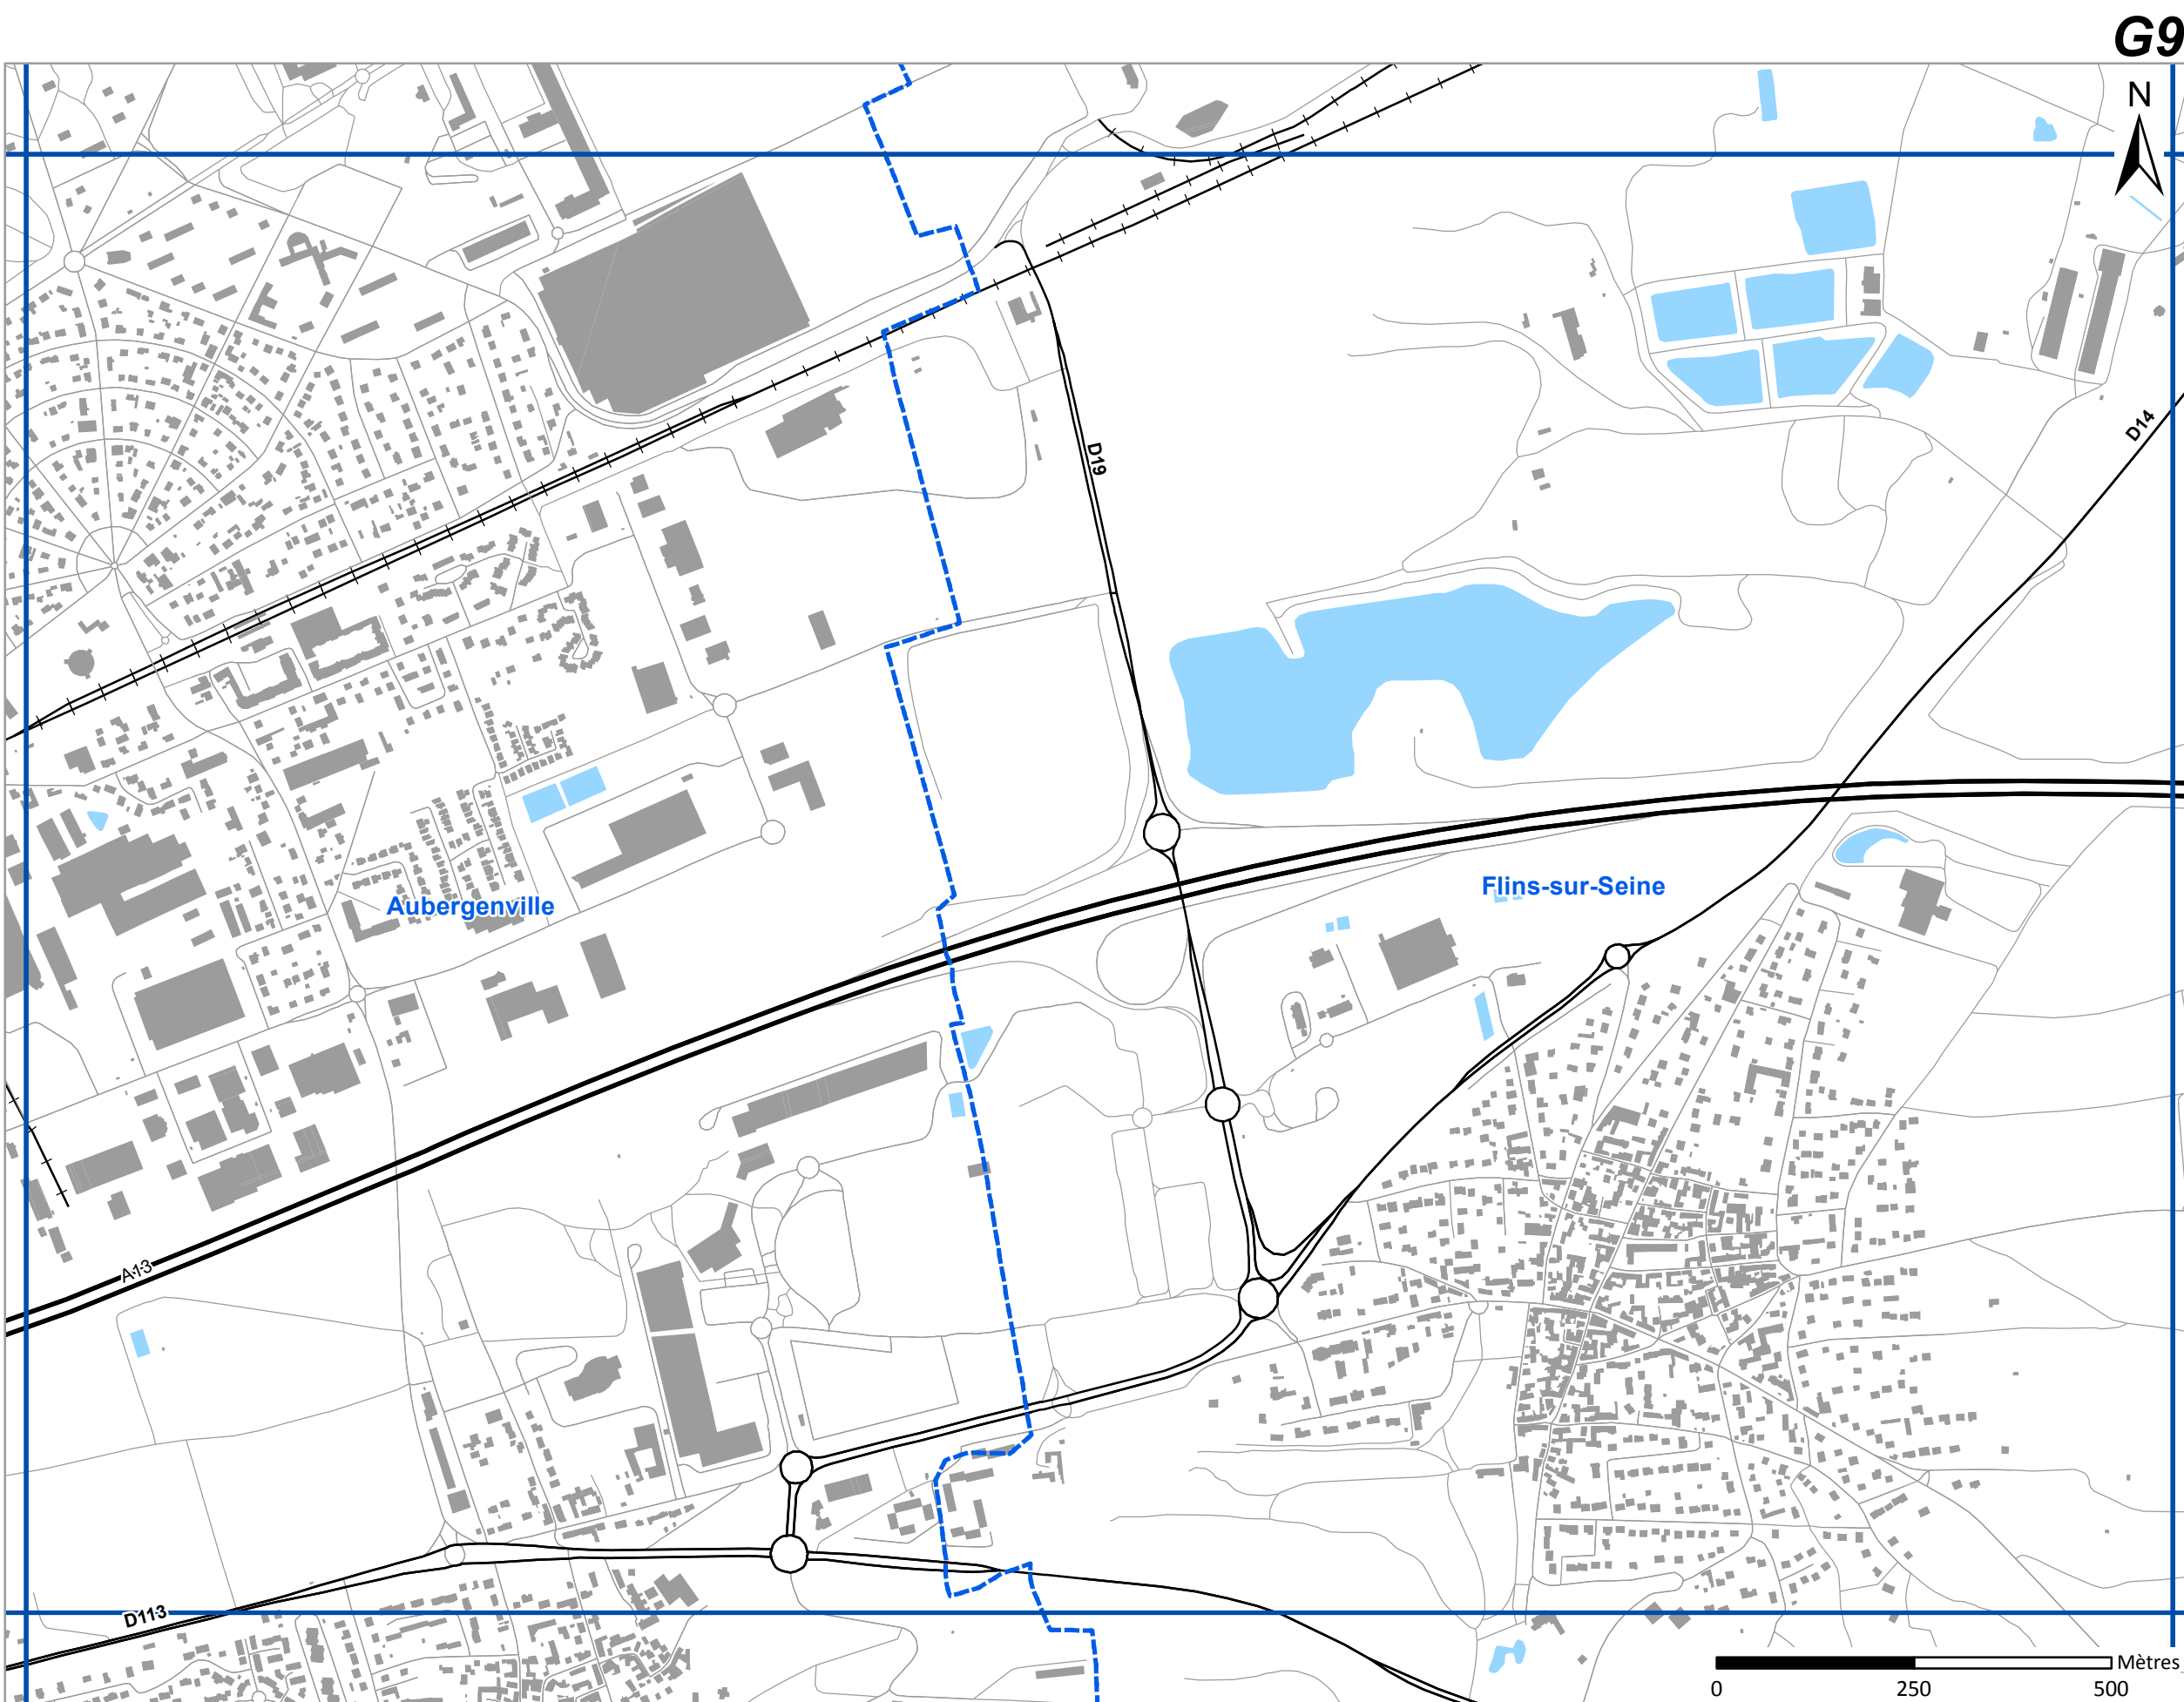 G9
N
D19
D14
Flins-sur-Seine
Aubergenville
A13
D113
Mètres
0 250 500